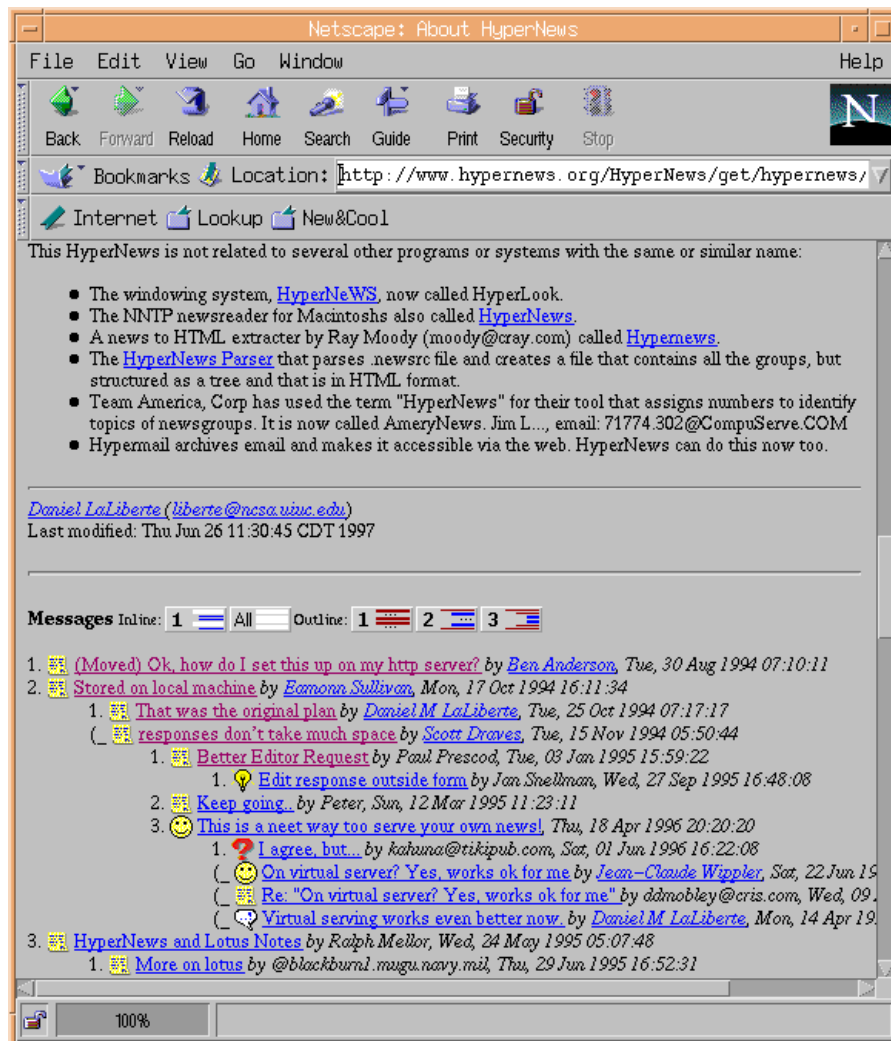 Netscape: About HyperNews
File Edit View Go Window Help
Back Forward Reload Home Search Guide Print Security Stop
N
Bookmarks Location: http://www.hypernews.org/HyperNews/get/hypernews/
Internet Lookup New&Cool
This HyperNews is not related to several other programs or systems with the same or similar name:
The windowing system, HyperNeWS, now called HyperLook.
The NNTP newsreader for Macintoshs also called HyperNews.
A news to HTML extracter by Ray Moody (moody@cray.com) called Hypernews.
The HyperNews Parser that parses .newsrc file and creates a file that contains all the groups, but
structured as a tree and that is in HTML format.
Team America, Corp has used the term "HyperNews" for their tool that assigns numbers to identify
topics of newsgroups. It is now called AmeryNews. Jim L..., email: 71774.302@CompuServe.COM
Hypermail archives email and makes it accessible via the web. HyperNews can do this now too.
Daniel LaLiberte (liberte@ncsa.uiuc.edu)
Last modified: Thu Jun 26 11:30:45 CDT 1997
Messages Inline: 1 All Outline: 1 2 3
1. (Moved) Ok, how do I set this up on my http server? by Ben Anderson, Tue, 30 Aug 1994 07:10:11
2. Stored on local machine by Eamonn Sullivan, Mon, 17 Oct 1994 16:11:34
1. That was the original plan by Daniel M LaLiberte, Tue, 25 Oct 1994 07:17:17
(_ responses don't take much space by Scott Draves, Tue, 15 Nov 1994 05:50:44
1. Better Editor Request by Paul Prescod, Tue, 03 Jan 1995 15:59:22
1. Edit response outside form by Jan Snellman, Wed, 27 Sep 1995 16:48:08
2. Keep going.. by Peter, Sun, 12 Mar 1995 11:23:11
3. This is a neet way too serve your own news!, Thu, 18 Apr 1996 20:20:20
1. I agree, but... by kahuna@tikipub.com, Sat, 01 Jun 1996 16:22:08
(_ On virtual server? Yes, works ok for me by Jean-Claude Wippler, Sat, 22 Jun 19
(_ Re: "On virtual server? Yes, works ok for me" by ddmobley@cris.com, Wed, 09
(_ Virtual serving works even better now. by Daniel M LaLiberte, Mon, 14 Apr 19
3. HyperNews and Lotus Notes by Ralph Mellor, Wed, 24 May 1995 05:07:48
1. More on lotus by @blackburn1.mugu.navy.mil, Thu, 29 Jun 1995 16:52:31
100%